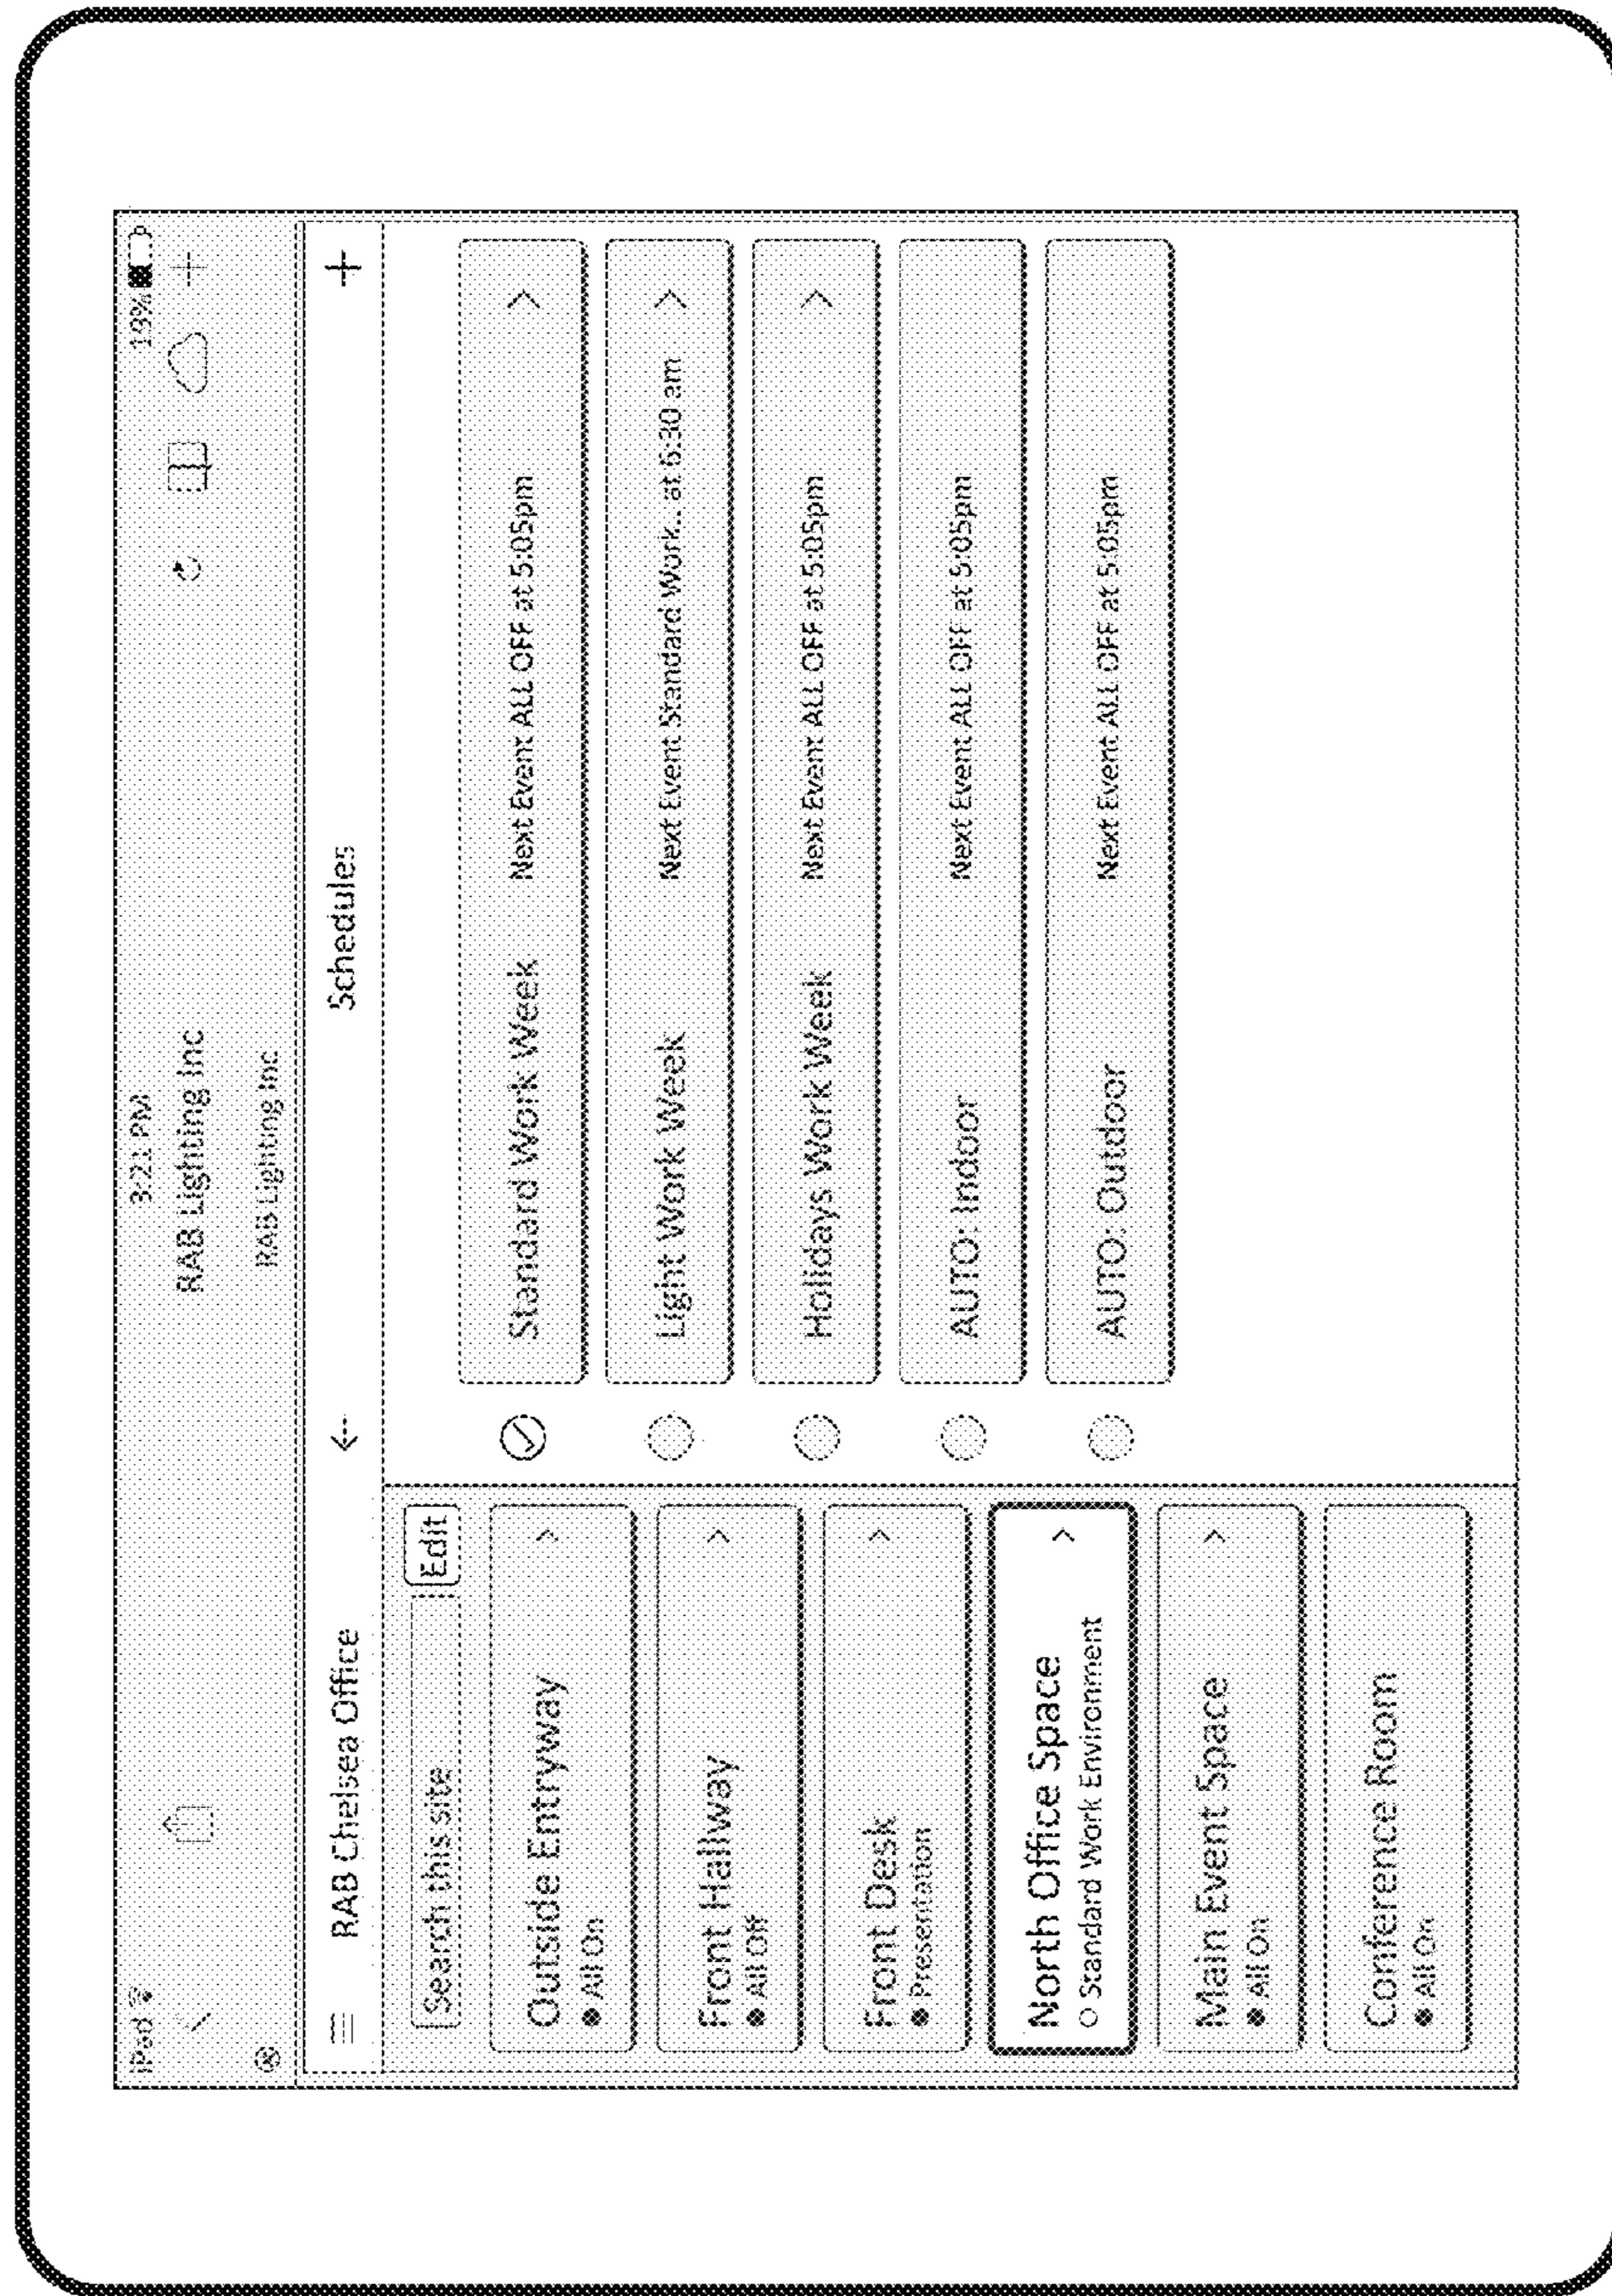 iPad
3:21 PM
19%
RAB Lighting Inc
RAB Lighting Inc
RAB Chelsea Office
Schedules
Search this site
Edit
Outside Entryway
All On
Front Hallway
All Off
Front Desk
Presentation
North Office Space
Standard Work Environment
Main Event Space
All On
Conference Room
All On
Standard Work Week Next Event ALL OFF at 5:05pm
Light Work Week Next Event Standard Work.. at 6:30 am
Holidays Work Week Next Event ALL OFF at 5:05pm
AUTO: Indoor Next Event ALL OFF at 5:05pm
AUTO: Outdoor Next Event ALL OFF at 5:05pm